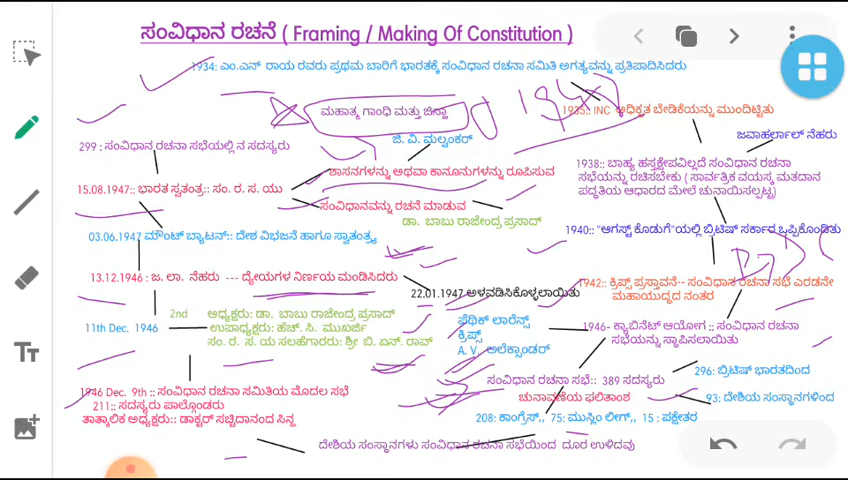 ಸಂವಿಧಾನ ರಚನೆ ( Framing / Making Of Constitution )
1934: ಎಂ.ಎನ್ ರಾಯ ರವರು ಪ್ರಥಮ ಬಾರಿಗೆ ಭಾರತಕ್ಕೆ ಸಂವಿಧಾನ ರಚನಾ ಸಮಿತಿ ಅಗತ್ಯವನ್ನು ಪ್ರತಿಪಾದಿಸಿದರು
1935:: INC ಅಧಿಕೃತ ಬೇಡಿಕೆಯನ್ನು ಮುಂದಿಟ್ಟಿತು
ಜವಾಹರ್ಲಾಲ್ ನೆಹರು
1938:: ಬಾಹ್ಯ ಹಸ್ತಕ್ಷೇಪವಿಲ್ಲದೆ ಸಂವಿಧಾನ ರಚನಾ
ಸಭೆಯನ್ನು ರಚಿಸಬೇಕು ( ಸಾರ್ವತ್ರಿಕ ವಯಸ್ಕ ಮತದಾನ
ಪದ್ಧತಿಯ ಆಧಾರದ ಮೇಲೆ ಚುನಾಯಿಸಲ್ಪಟ್ಟ)
1940:: "ಆಗಸ್ಟ್ ಕೊಡುಗೆ"ಯಲ್ಲಿ ಬ್ರಿಟಿಷ್ ಸರ್ಕಾರ ಒಪ್ಪಿಕೊಂಡಿತು
1942:: ಕ್ರಿಪ್ಸ್ ಪ್ರಸ್ತಾವನೆ-- ಸಂವಿಧಾನ ರಚನಾ ಸಭೆ ಎರಡನೇ
ಮಹಾಯುದ್ಧದ ನಂತರ
1946- ಕ್ಯಾಬಿನೆಟ್ ಆಯೋಗ :: ಸಂವಿಧಾನ ರಚನಾ
ಸಭೆಯನ್ನು ಸ್ಥಾಪಿಸಲಾಯಿತು
ಪೆಥಿಕ್ ಲಾರೆನ್ಸ್
ಕ್ರಿಪ್ಸ್
A. V. ಅಲೆಕ್ಸಾಂಡರ್
ಸಂವಿಧಾನ ರಚನಾ ಸಭೆ:: 389 ಸದಸ್ಯರು
296: ಬ್ರಿಟಿಷ್ ಭಾರತದಿಂದ
93: ದೇಶಿಯ ಸಂಸ್ಥಾನಗಳಿಂದ
ಚುನಾವಣೆಯ ಫಲಿತಾಂಶ
208: ಕಾಂಗ್ರೆಸ್,, 75: ಮುಸ್ಲಿಂ ಲೀಗ್,, 15 : ಪಕ್ಷೇತರ
ದೇಶಿಯ ಸಂಸ್ಥಾನಗಳು ಸಂವಿಧಾನ ರಚನಾ ಸಭೆಯಿಂದ ದೂರ ಉಳಿದವು
1946 Dec. 9th :: ಸಂವಿಧಾನ ರಚನಾ ಸಮಿತಿಯ ಮೊದಲ ಸಭೆ
211:: ಸದಸ್ಯರು ಪಾಲ್ಗೊಂಡರು
ತಾತ್ಕಾಲಿಕ ಅಧ್ಯಕ್ಷರು:: ಡಾಕ್ಟರ್ ಸಚ್ಚಿದಾನಂದ ಸಿನ್ಹ
11th Dec. 1946
2nd ಅಧ್ಯಕ್ಷರು: ಡಾ. ಬಾಬು ರಾಜೇಂದ್ರ ಪ್ರಸಾದ್
ಉಪಾಧ್ಯಕ್ಷರು: ಹೆಚ್. ಸಿ. ಮುಖರ್ಜಿ
ಸಂ. ರ. ಸ. ಯ ಸಲಹೆಗಾರರು: ಶ್ರೀ ಬಿ. ಏನ್. ರಾವ್
13.12.1946 : ಜ. ಲಾ. ನೆಹರು --- ಧ್ಯೇಯಗಳ ನಿರ್ಣಯ ಮಂಡಿಸಿದರು
22.01.1947 ಅಳವಡಿಸಿಕೊಳ್ಳಲಾಯಿತು
03.06.1947 ಮೌಂಟ್ ಬ್ಯಾಟನ್:: ದೇಶ ವಿಭಜನೆ ಹಾಗೂ ಸ್ವಾತಂತ್ರ್ಯ
15.08.1947:: ಭಾರತ ಸ್ವತಂತ್ರ:: ಸಂ. ರ. ಸ. ಯು
ಜಿ. ವಿ. ಮಲ್ವಂಕರ್
ಶಾಸನಗಳನ್ನು ಅಥವಾ ಕಾನೂನುಗಳನ್ನು ರೂಪಿಸುವ
ಸಂವಿಧಾನವನ್ನು ರಚನೆ ಮಾಡುವ
ಡಾ. ಬಾಬು ರಾಜೇಂದ್ರ ಪ್ರಸಾದ್
299 : ಸಂವಿಧಾನ ರಚನಾ ಸಭೆಯಲ್ಲಿನ ಸದಸ್ಯರು
ಮಹಾತ್ಮ ಗಾಂಧಿ ಮತ್ತು ಜಿನ್ನಾ